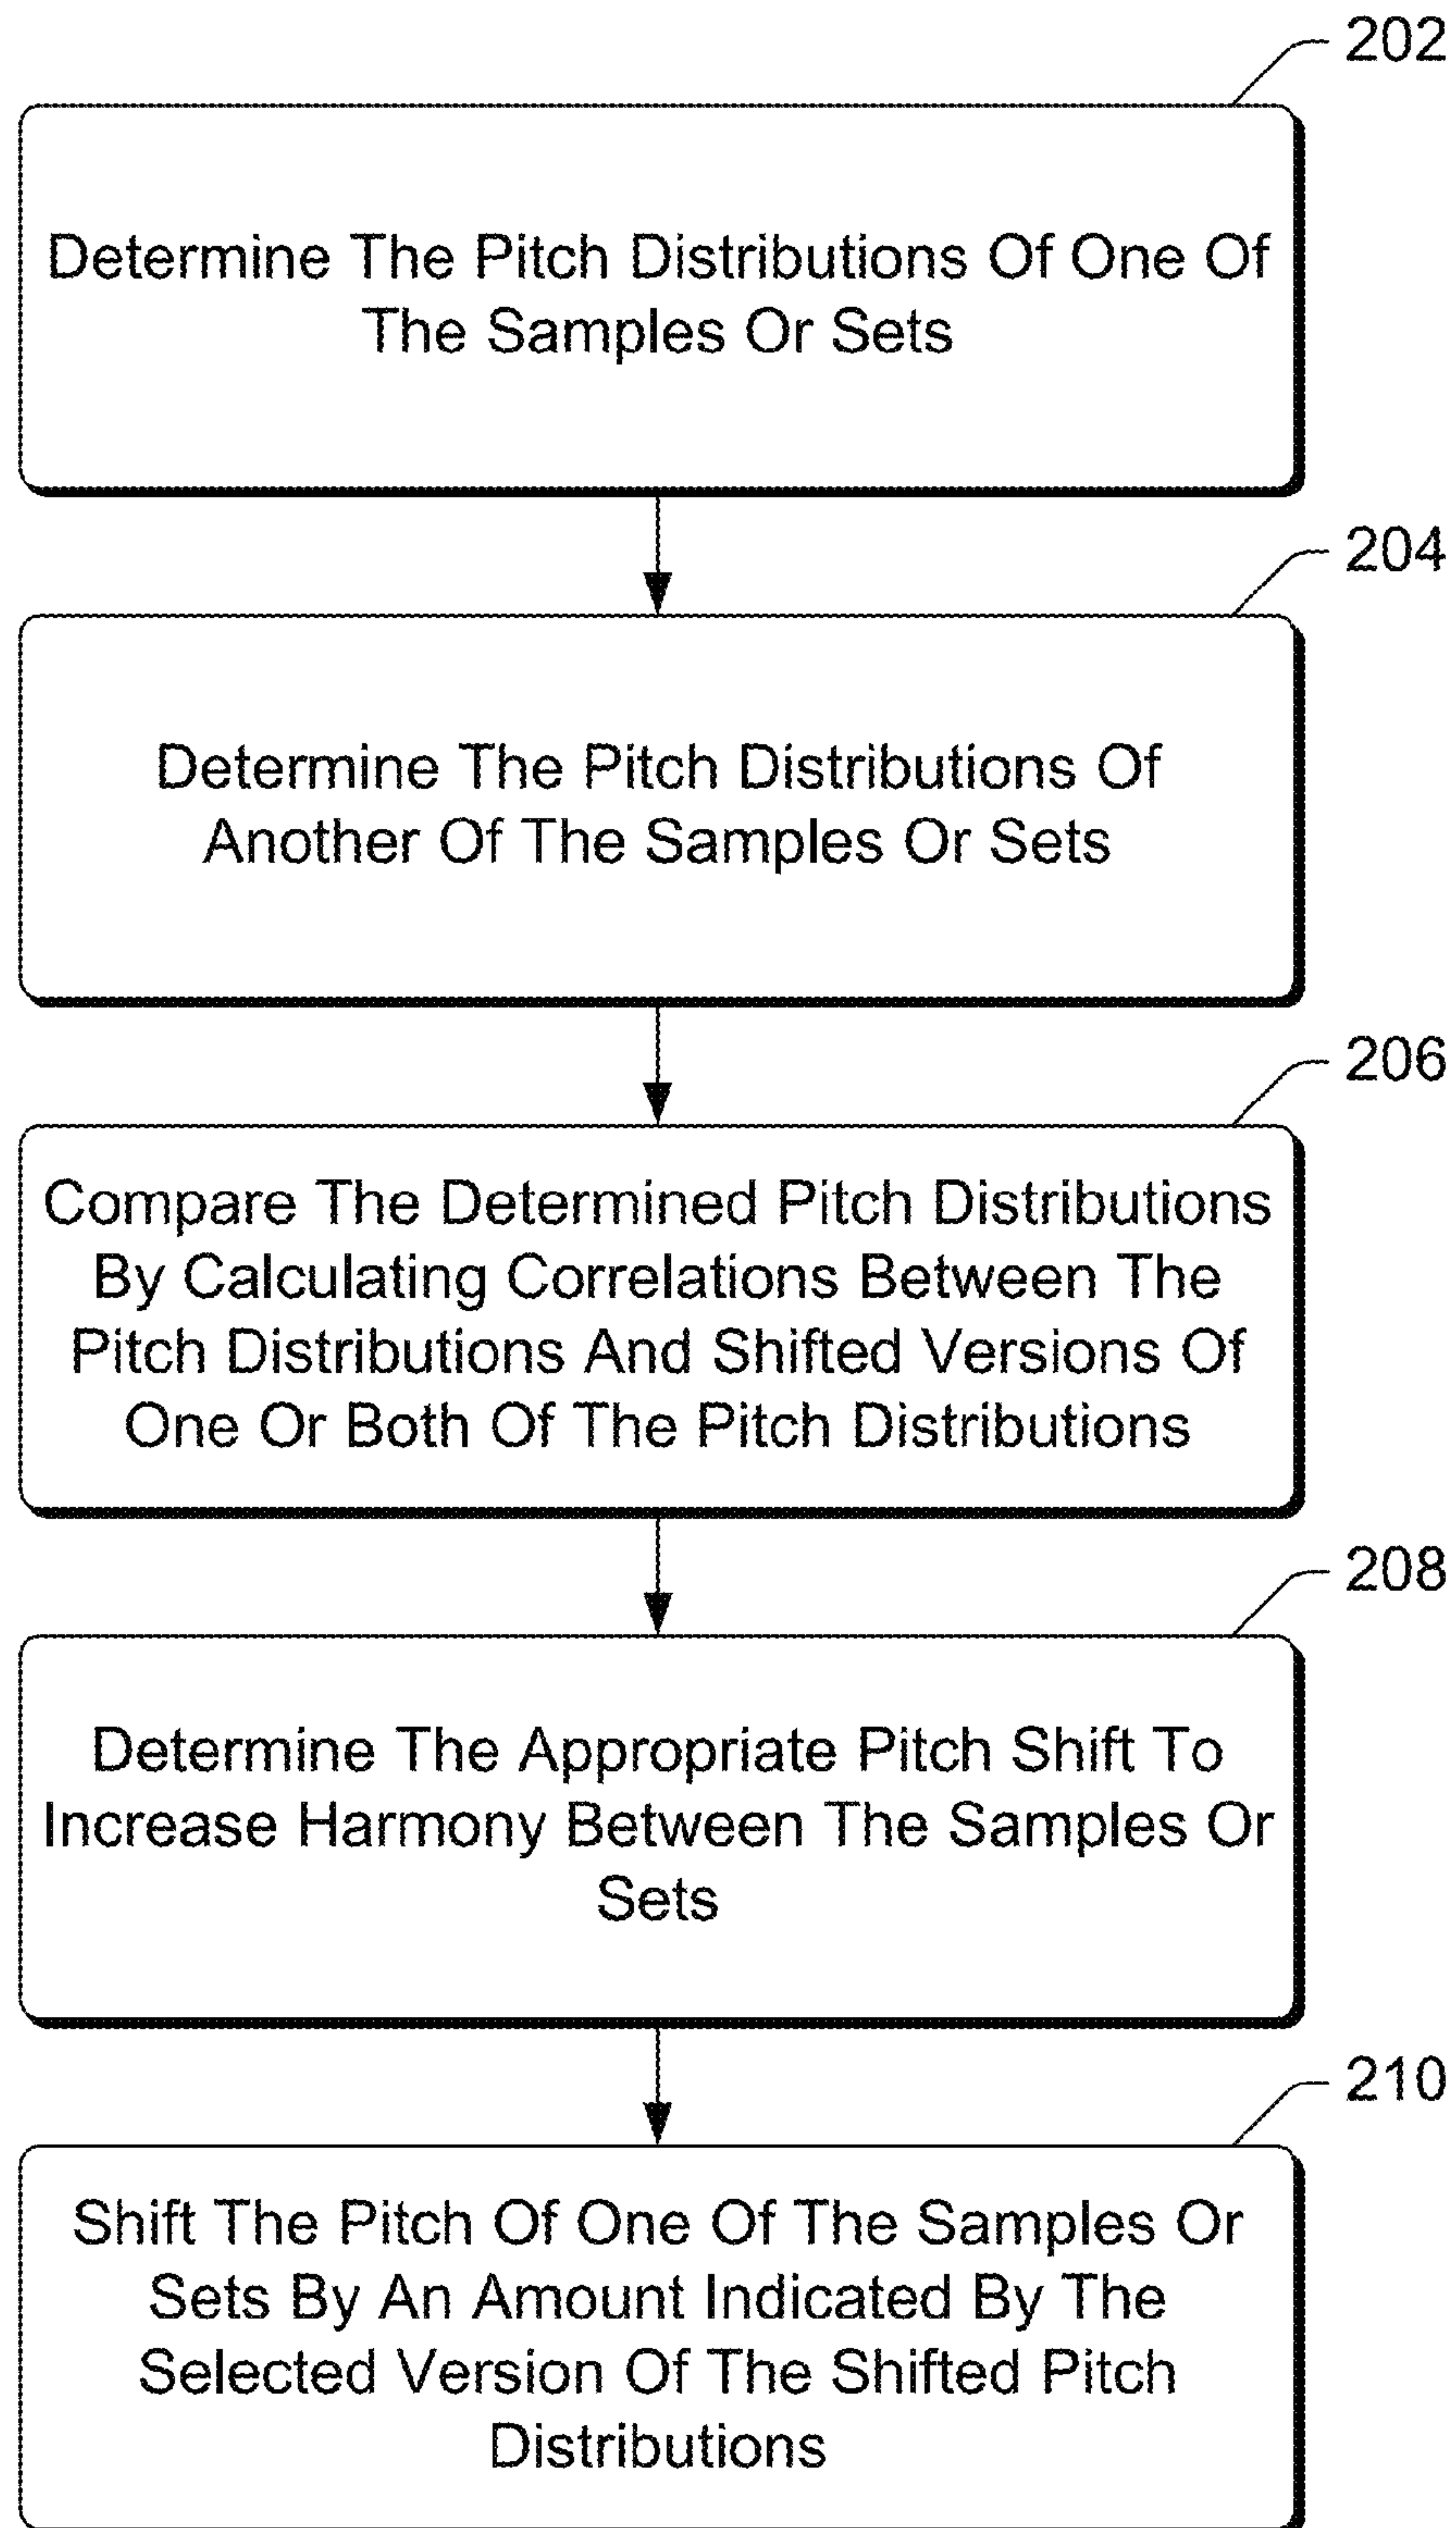 202
Determine The Pitch Distributions Of One Of
The Samples Or Sets
204
Determine The Pitch Distributions Of
Another Of The Samples Or Sets
206
Compare The Determined Pitch Distributions
By Calculating Correlations Between The
Pitch Distributions And Shifted Versions Of
One Or Both Of The Pitch Distributions
208
Determine The Appropriate Pitch Shift To
Increase Harmony Between The Samples Or
Sets
210
Shift The Pitch Of One Of The Samples Or
Sets By An Amount Indicated By The
Selected Version Of The Shifted Pitch
Distributions